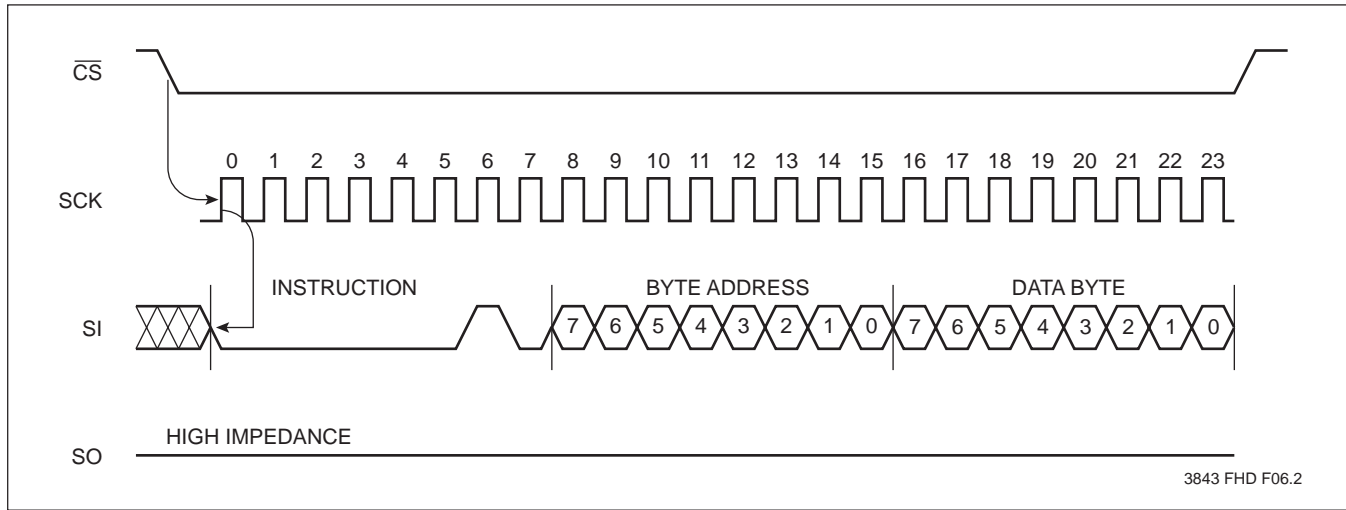 CS
0 1 2 3 4 5 6 7 8 9 10 11 12 13 14 15 16 17 18 19 20 21 22 23
SCK
INSTRUCTION BYTE ADDRESS DATA BYTE
SI 7 6 5 4 3 2 1 0 7 6 5 4 3 2 1 0
HIGH IMPEDANCE
SO
3843 FHD F06.2